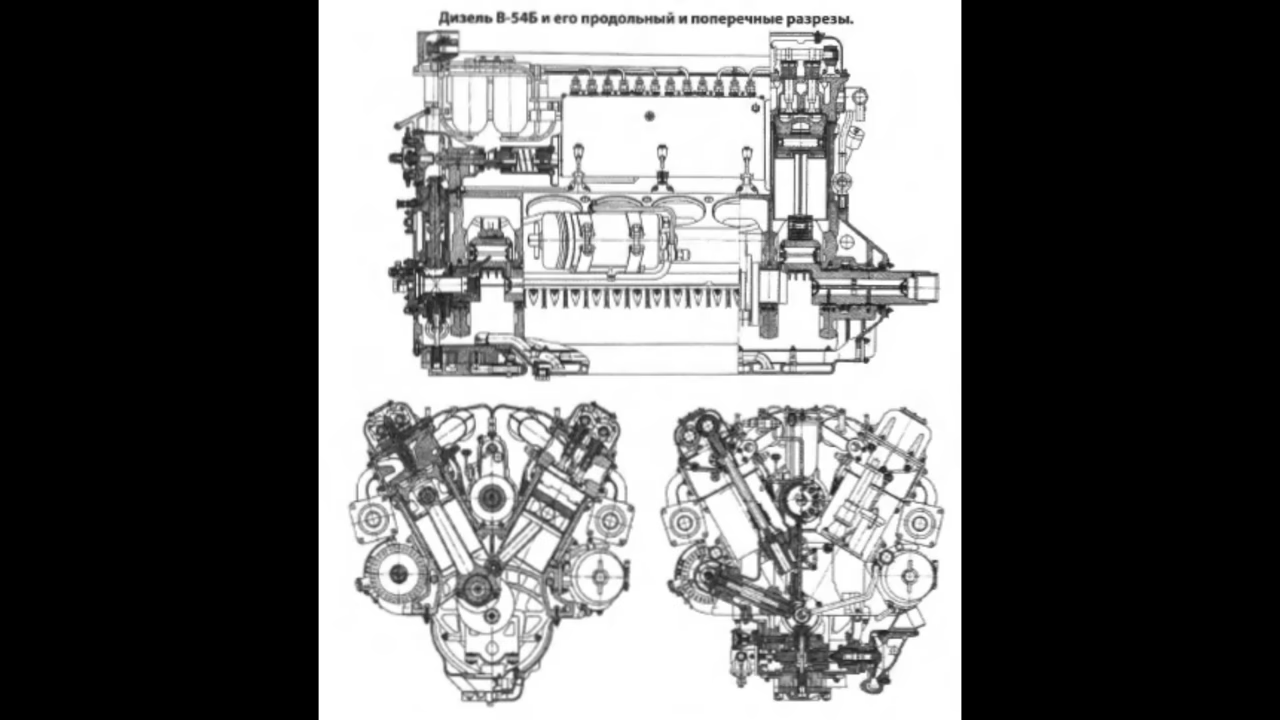 Дизель В-54Б и его продольный и поперечные разрезы.